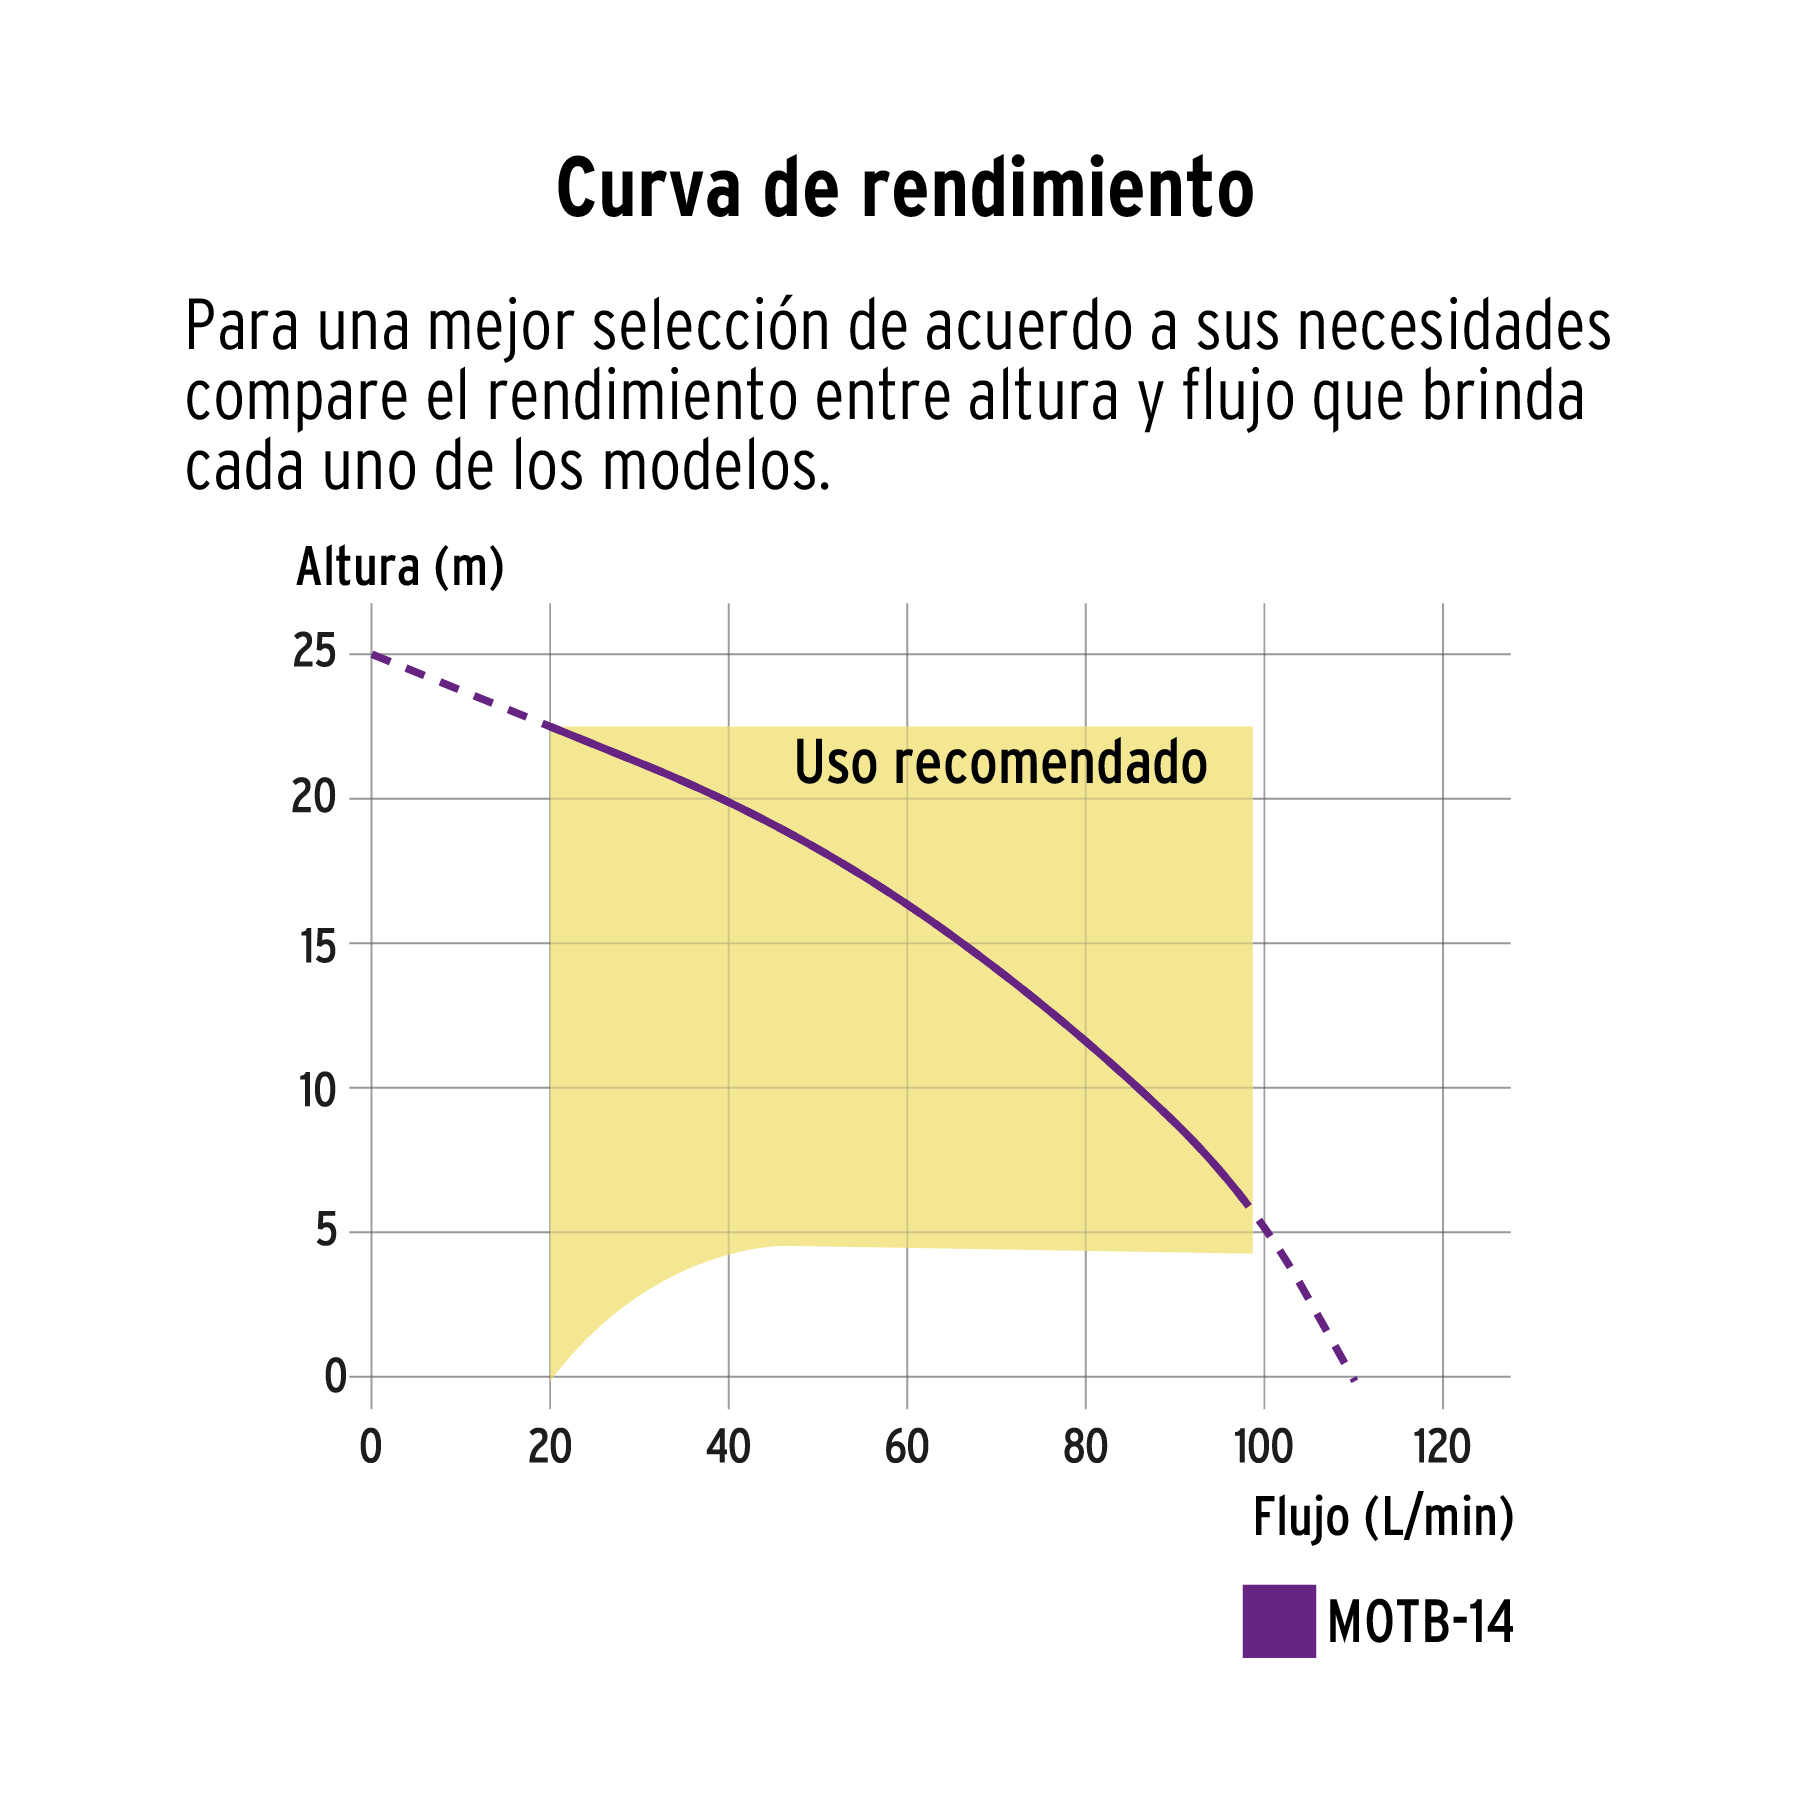 Curva de rendimiento
Para una mejor selección de acuerdo a sus necesidades
compare el rendimiento entre altura y flujo que brinda
cada uno de los modelos.
Altura (m)
25
Uso recomendado
20
15
10
5
0
0 20 40 60 80 100 120
Flujo (L/min)
MOTB-14